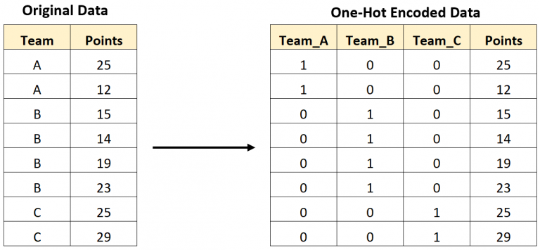 Original Data
One-Hot Encoded Data
Team Points
Team_A Team_B Team_C Points
A 25
1 0 0 25
A 12
1 0 0 12
B 15
0 1 0 15
B 14
0 1 0 14
B 19
0 1 0 19
B 23
0 1 0 23
C 25
0 0 1 25
C 29
0 0 1 29